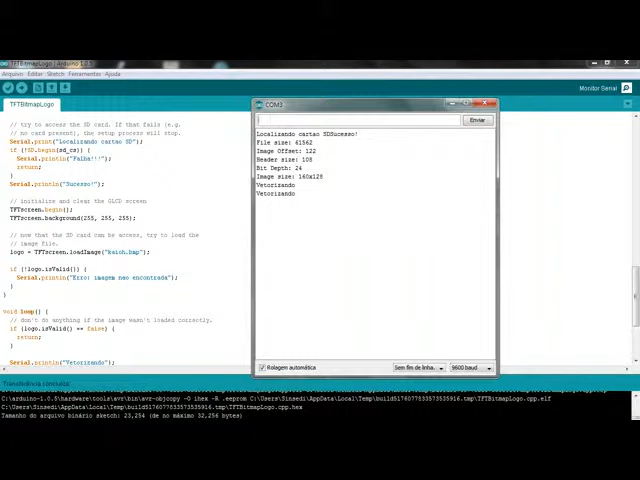 TFTBitmapLogo | Arduino 1.0.5
Arquivo Editar Sketch Ferramentas Ajuda
Monitor Serial
TFTBitmapLogo
// try to access the SD card. If that fails (e.g.
// no card present), the setup process will stop.
Serial.print("Localizando cartao SD");
if (!SD.begin(sd_cs)) {
Serial.println("Falha!!!");
return;
}
Serial.println("Sucesso!");
// initialize and clear the GLCD screen
TFTscreen.begin();
TFTscreen.background(255, 255, 255);
// now that the SD card can be access, try to load the
// image file.
logo = TFTscreen.loadImage("kaioh.bmp");
if (!logo.isValid()) {
Serial.println("Erro: imagem nao encontrada");
}
}
void loop() {
// don't do anything if the image wasn't loaded correctly.
if (logo.isValid() == false) {
return;
}
Serial.println("Vetorizando");
COM3
Enviar
Localizando cartao SDSucesso!
File size: 61562
Image Offset: 122
Header size: 108
Bit Depth: 24
Image size: 160x128
Vetorizando
Vetorizando
Rolagem automática
Sem fim de linha.
9600 baud
Transferência concluída.
C:\arduino-1.0.5\hardware\tools\avr\bin\avr-objcopy -O ihex -R .eeprom C:\Users\Sinsedi\AppData\Local\Temp\build5176077833573535916.tmp\TFTBitmapLogo.cpp.elf
C:\Users\Sinsedi\AppData\Local\Temp\build5176077833573535916.tmp\TFTBitmapLogo.cpp.hex
Tamanho do arquivo binário sketch: 23,254 (de no máximo 32,256 bytes)